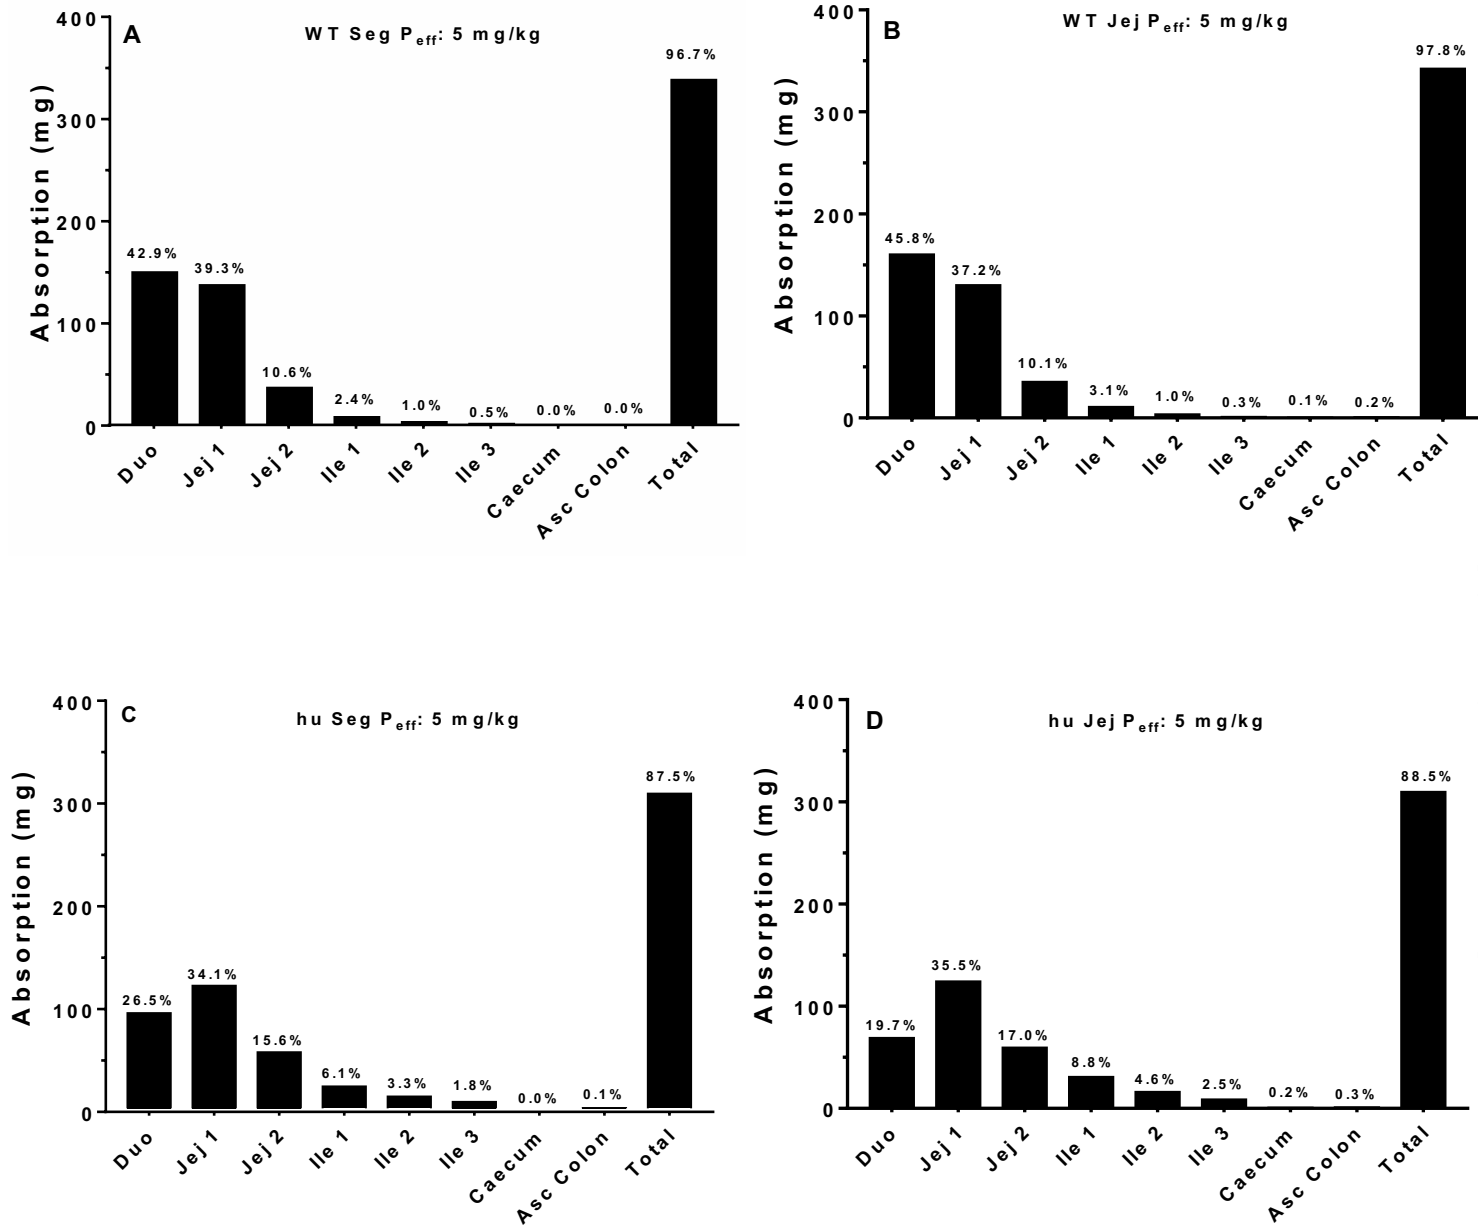 A
WT Seg Peff: 5 mg/kg
Absorption (mg)
400
300
200
100
0
42.9%
39.3%
10.6%
2.4%
1.0%
0.5%
0.0%
0.0%
96.7%
Duo
Jej 1
Jej 2
Ile 1
Ile 2
Ile 3
Caecum
Asc Colon
Total
B
WT Jej Peff: 5 mg/kg
Absorption (mg)
400
300
200
100
0
45.8%
37.2%
10.1%
3.1%
1.0%
0.3%
0.1%
0.2%
97.8%
Duo
Jej 1
Jej 2
Ile 1
Ile 2
Ile 3
Caecum
Asc Colon
Total
C
hu Seg Peff: 5 mg/kg
Absorption (mg)
400
300
200
100
0
26.5%
34.1%
15.6%
6.1%
3.3%
1.8%
0.0%
0.1%
87.5%
Duo
Jej 1
Jej 2
Ile 1
Ile 2
Ile 3
Caecum
Asc Colon
Total
D
hu Jej Peff: 5 mg/kg
Absorption (mg)
400
300
200
100
0
19.7%
35.5%
17.0%
8.8%
4.6%
2.5%
0.2%
0.3%
88.5%
Duo
Jej 1
Jej 2
Ile 1
Ile 2
Ile 3
Caecum
Asc Colon
Total